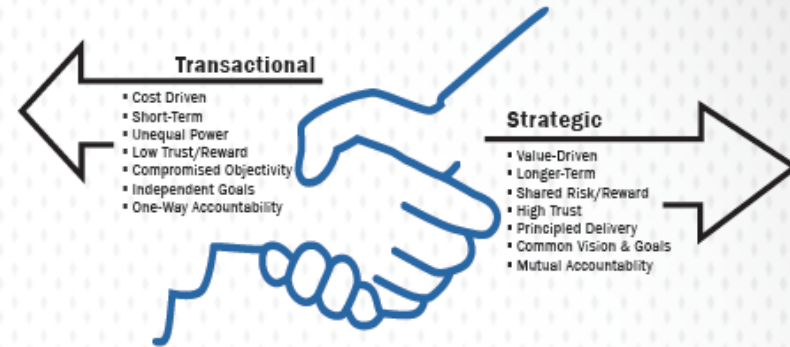 Transactional
▪ Cost Driven
▪ Short-Term
▪ Unequal Power
▪ Low Trust/Reward
▪ Compromised Objectivity
▪ Independent Goals
▪ One-Way Accountability
Strategic
▪ Value-Driven
▪ Longer-Term
▪ Shared Risk/Reward
▪ High Trust
▪ Principled Delivery
▪ Common Vision & Goals
▪ Mutual Accountablity